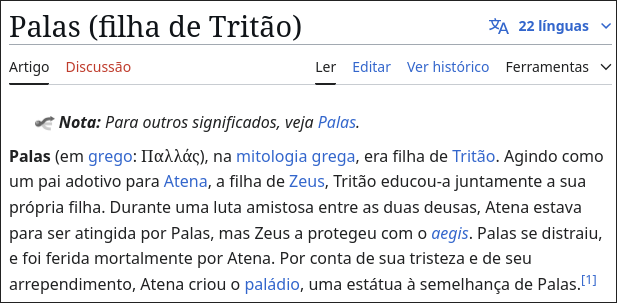 Palas (filha de Tritão)
22 línguas
Artigo Discussão Ler Editar Ver histórico Ferramentas
Nota: Para outros significados, veja Palas.
Palas (em grego: Παλλάς), na mitologia grega, era filha de Tritão. Agindo como
um pai adotivo para Atena, a filha de Zeus, Tritão educou-a juntamente a sua
própria filha. Durante uma luta amistosa entre as duas deusas, Atena estava
para ser atingida por Palas, mas Zeus a protegeu com o aegis. Palas se distraiu,
e foi ferida mortalmente por Atena. Por conta de sua tristeza e de seu
arrependimento, Atena criou o paládio, uma estátua à semelhança de Palas.[1]